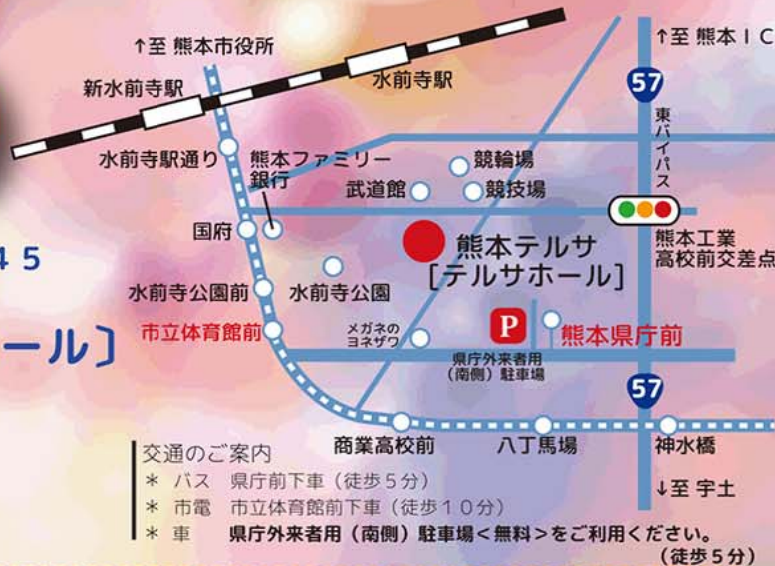 ↑至 熊本市役所
新水前寺駅
水前寺駅
↑至 熊本IC
57
東バイパス
水前寺駅通り
熊本ファミリー
銀行
競輪場
武道館
競技場
国府
45
熊本テルサ
[テルサホール]
熊本工業
高校前交差点
水前寺公園前
水前寺公園
ール〕
市立体育館前
メガネの
ヨネザワ
P
熊本県庁前
県庁外来者用
(南側)駐車場
57
商業高校前
八丁馬場
神水橋
↓至 宇土
交通のご案内
* バス 県庁前下車(徒歩5分)
* 市電 市立体育館前下車(徒歩10分)
* 車 県庁外来者用(南側)駐車場<無料>をご利用ください。
(徒歩5分)